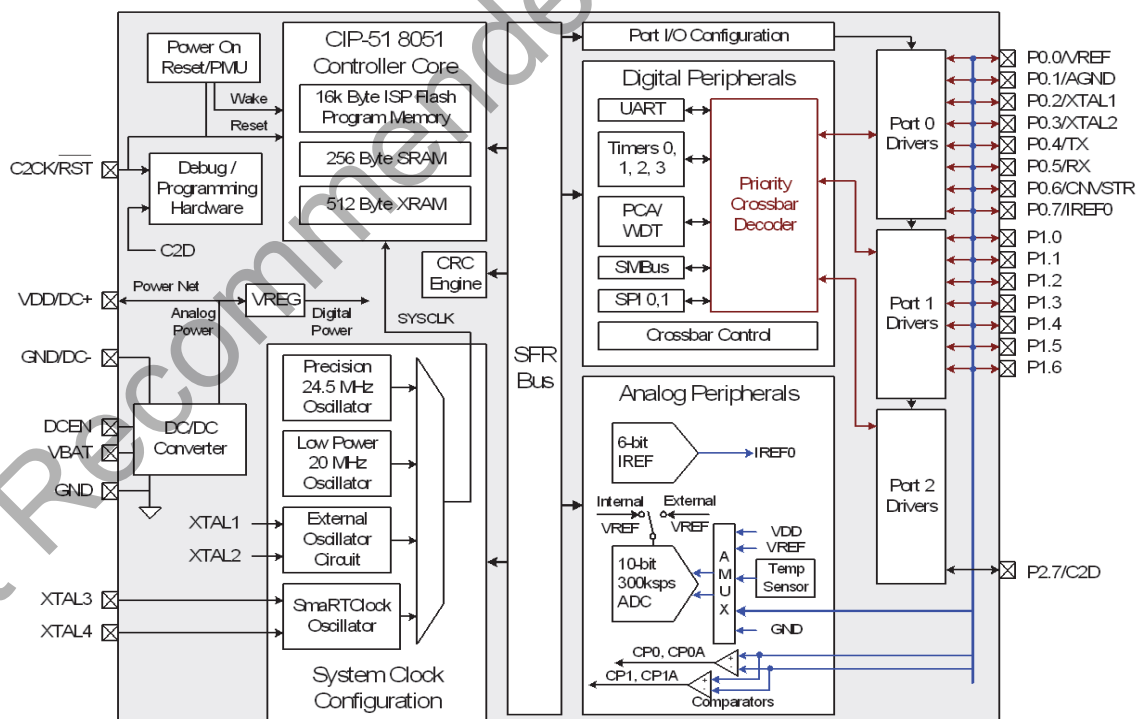 Recommende
Power On
Reset/PMU
Wake
Reset
C2CK/RST
Debug /
Programming
Hardware
C2D
CIP-51 8051
Controller Core
16k Byte ISP Flash
Program Memory
256 Byte SRAM
512 Byte XRAM
CRC
Engine
VDD/DC+
Power Net
VREG
Analog
Power
Digital
Power
SYSCLK
GND/DC-
DCEN
VBAT
DC/DC
Converter
GND
Precision
24.5 MHz
Oscillator
Low Power
20 MHz
Oscillator
XTAL1
XTAL2
External
Oscillator
Circuit
XTAL3
XTAL4
SmaRTClock
Oscillator
System Clock
Configuration
SFR
Bus
Port I/O Configuration
Digital Peripherals
UART
Timers 0,
1, 2, 3
PCA/
WDT
SMBus
SPI 0,1
Priority
Crossbar
Decoder
Crossbar Control
Analog Peripherals
6-bit
IREF
IREF0
Internal
External
VREF
VREF
10-bit
300ksps
ADC
A
M
U
X
VDD
VREF
Temp
Sensor
GND
CP0, CP0A
+
-
CP1, CP1A
+
-
Comparators
Port 0
Drivers
Port 1
Drivers
Port 2
Drivers
P0.0/VREF
P0.1/AGND
P0.2/XTAL1
P0.3/XTAL2
P0.4/TX
P0.5/RX
P0.6/CNVSTR
P0.7/IREF0
P1.0
P1.1
P1.2
P1.3
P1.4
P1.5
P1.6
P2.7/C2D